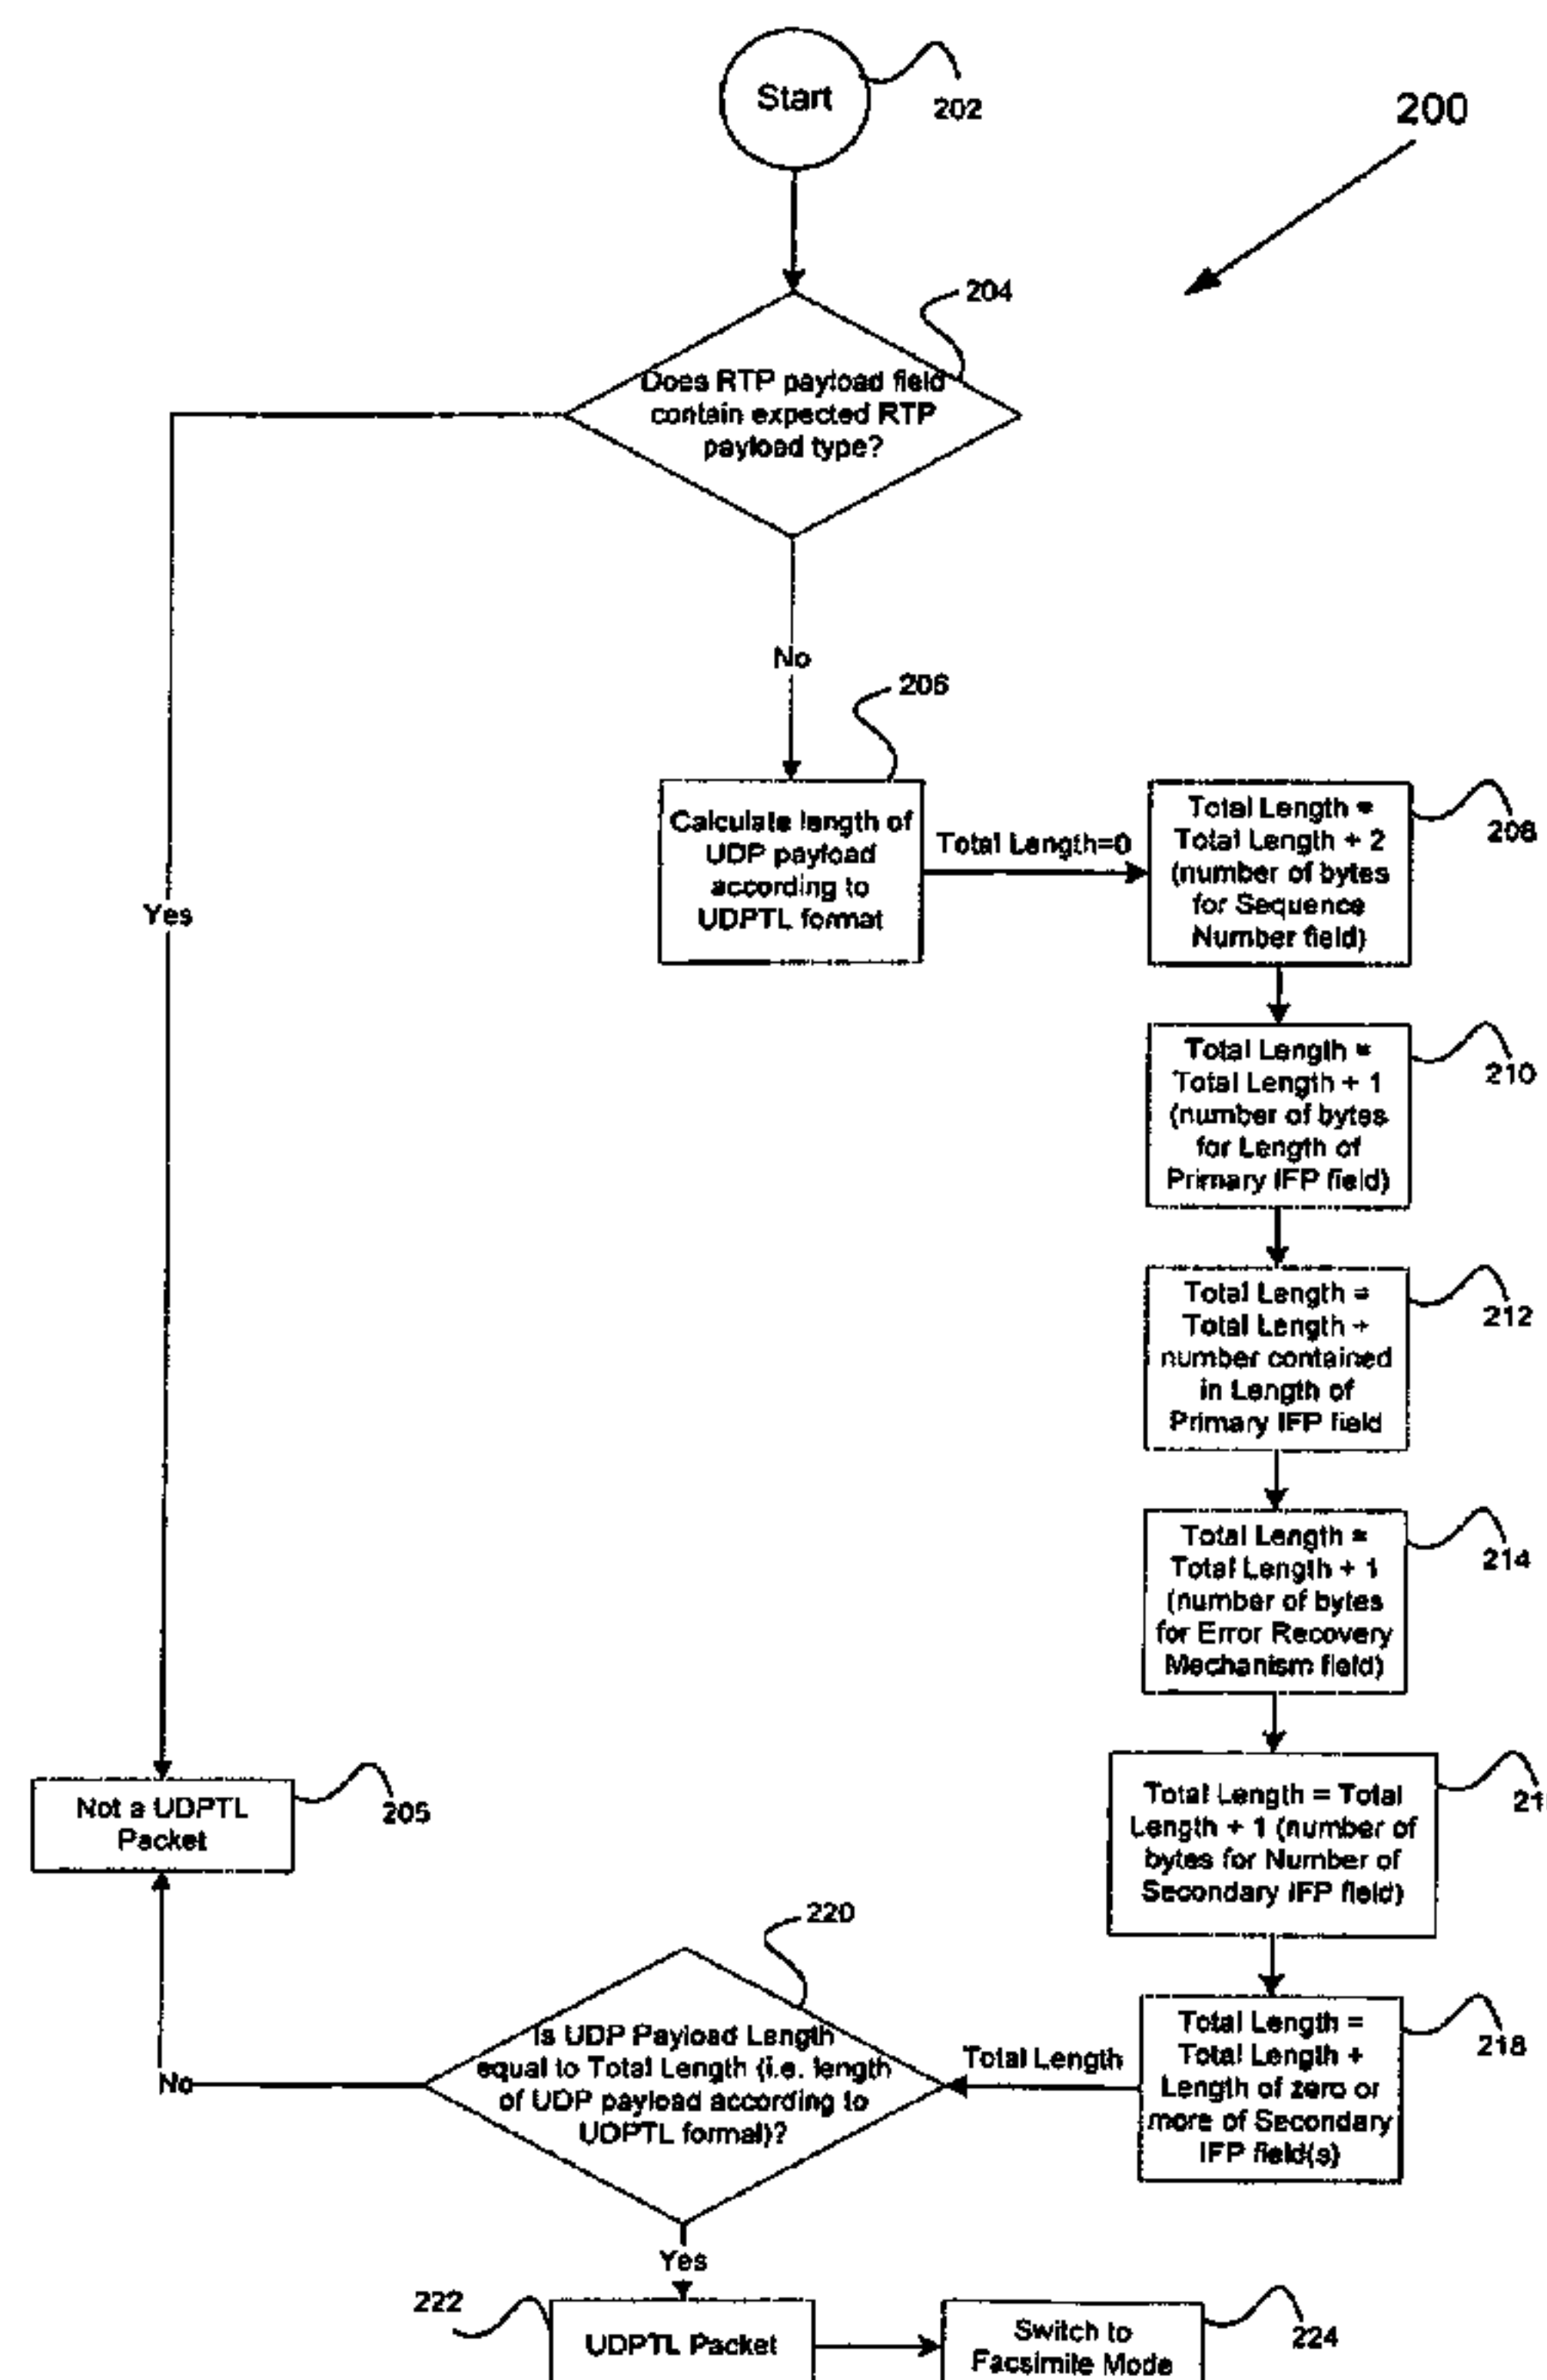 Start
202
200
204
Does RTP payload field
contain expected RTP
payload type?
No
Yes
206
Calculate length of
UDP payload
according to
UDPTL format
Total Length=0
Total Length =
Total Length + 2
(number of bytes
for Sequence
Number field)
208
Total Length =
Total Length + 1
(number of bytes
for Length of
Primary IFP field)
210
Total Length =
Total Length +
number contained
in Length of
Primary IFP field
212
Total Length =
Total Length + 1
(number of bytes
for Error Recovery
Mechanism field)
214
Total Length = Total
Length + 1 (number of
bytes for Number of
Secondary IFP field)
Not a UDPTL
Packet
205
220
Is UDP Payload Length
equal to Total Length (i.e. length
of UDP payload according to
UDPTL format)?
Total Length
Total Length =
Total Length +
Length of zero or
more of Secondary
IFP field(s)
218
No
Yes
222
UDPTL Packet
Switch to
Facsimile Mode
224